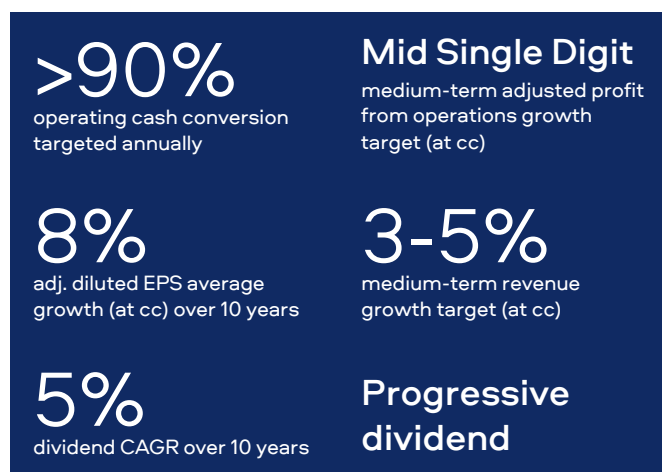 >90%
operating cash conversion
targeted annually
Mid Single Digit
medium-term adjusted profit
from operations growth
target (at cc)
8%
adj. diluted EPS average
growth (at cc) over 10 years
3-5%
medium-term revenue
growth target (at cc)
5%
dividend CAGR over 10 years
Progressive
dividend